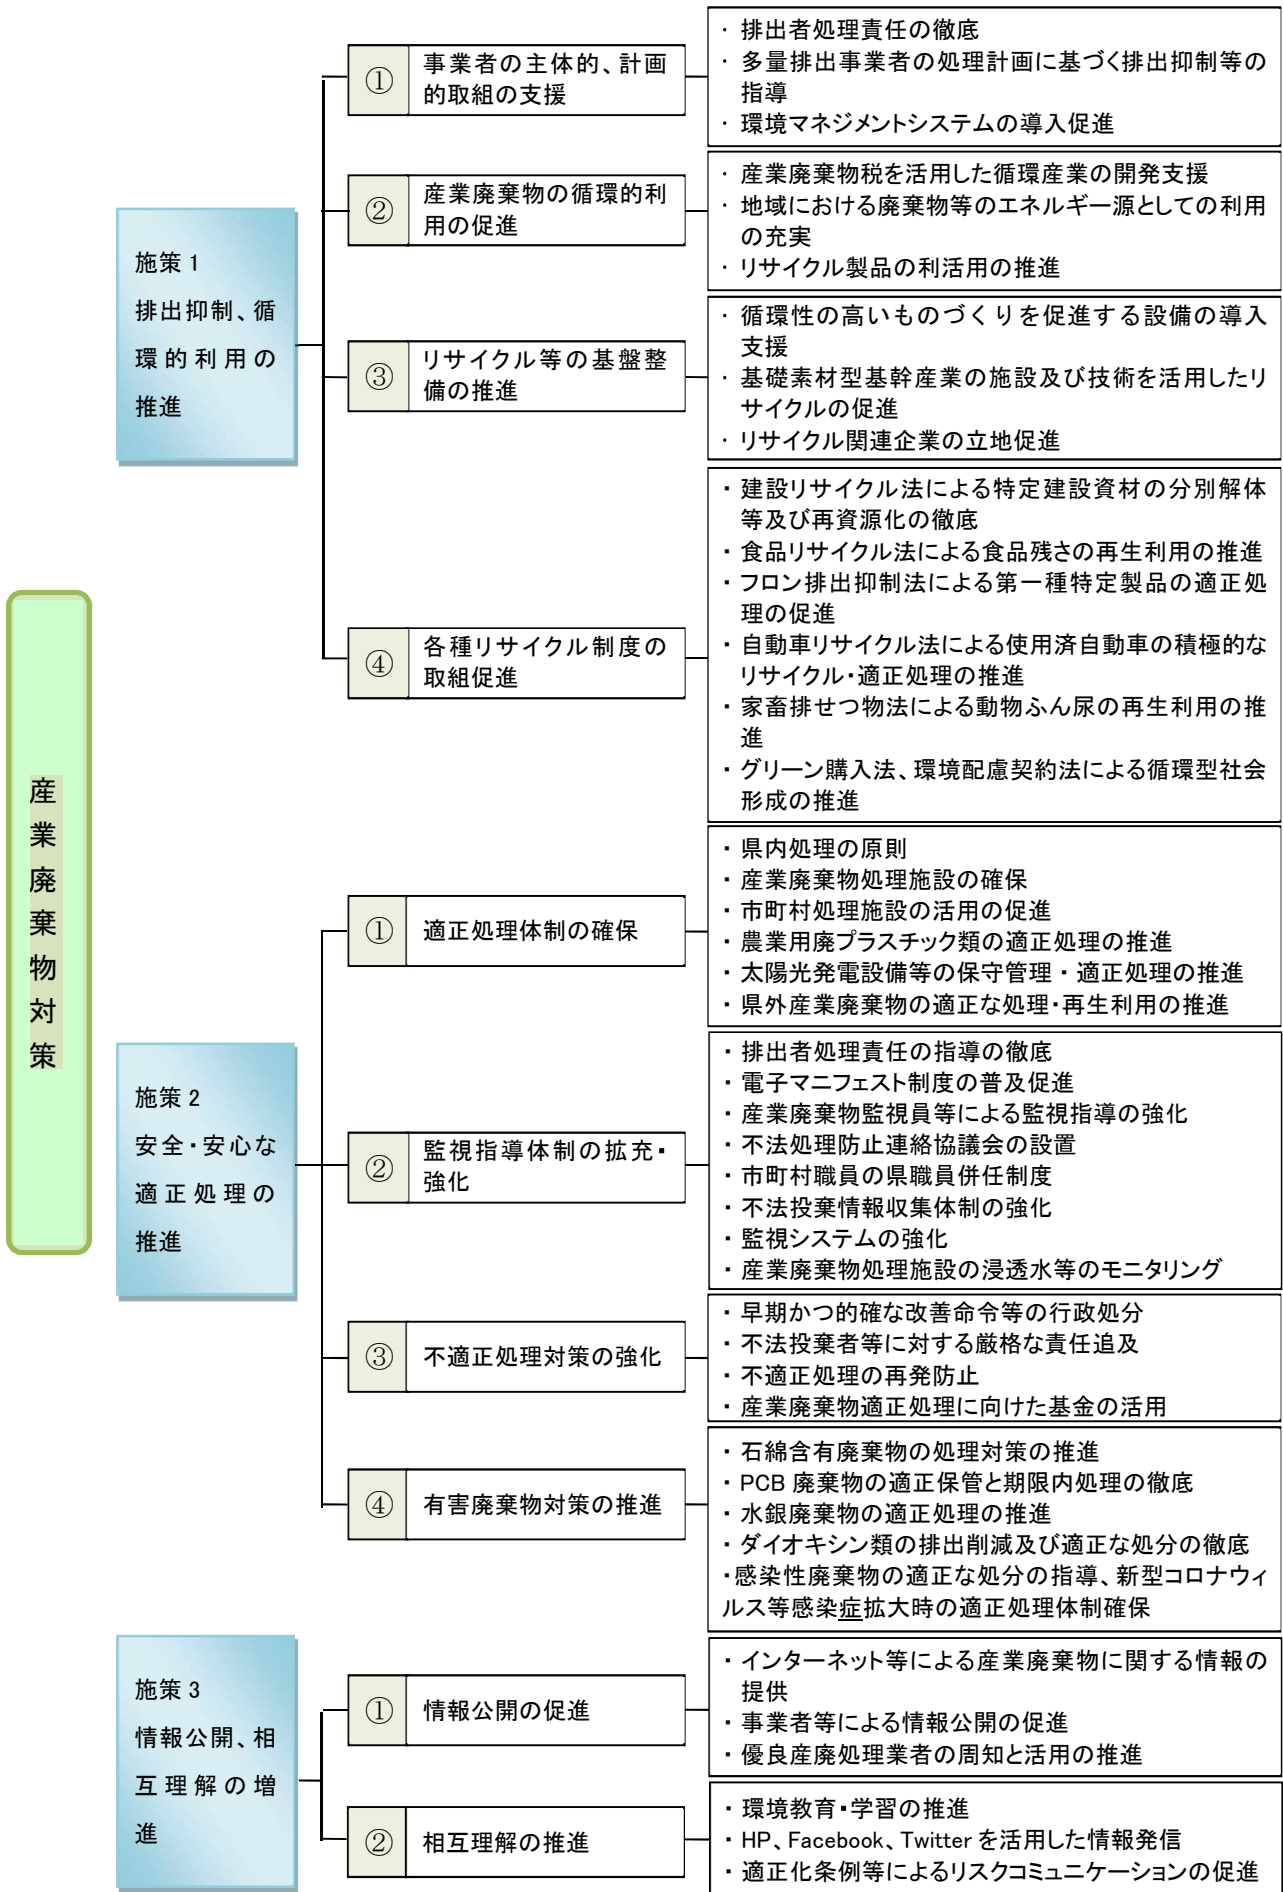 産業廃棄物対策
施策 1
排出抑制、循
環的利用の
推進
①
事業者の主体的、計画
的取組の支援
・ 排出者処理責任の徹底
・ 多量排出事業者の処理計画に基づく排出抑制等の
指導
・ 環境マネジメントシステムの導入促進
②
産業廃棄物の循環的利
用の促進
・ 産業廃棄物税を活用した循環産業の開発支援
・ 地域における廃棄物等のエネルギー源としての利用
の充実
・ リサイクル製品の利活用の推進
③
リサイクル等の基盤整
備の推進
・ 循環性の高いものづくりを促進する設備の導入
支援
・ 基礎素材型基幹産業の施設及び技術を活用したリ
サイクルの促進
・ リサイクル関連企業の立地促進
④
各種リサイクル制度の
取組促進
・ 建設リサイクル法による特定建設資材の分別解体
等及び再資源化の徹底
・ 食品リサイクル法による食品残さの再生利用の推進
・ フロン排出抑制法による第一種特定製品の適正処
理の促進
・ 自動車リサイクル法による使用済自動車の積極的な
リサイクル・適正処理の推進
・ 家畜排せつ物法による動物ふん尿の再生利用の推
進
・ グリーン購入法、環境配慮契約法による循環型社会
形成の推進
施策 2
安全・安心な
適正処理の
推進
①
適正処理体制の確保
・ 県内処理の原則
・ 産業廃棄物処理施設の確保
・ 市町村処理施設の活用の促進
・ 農業用廃プラスチック類の適正処理の推進
・ 太陽光発電設備等の保守管理・適正処理の推進
・ 県外産業廃棄物の適正な処理・再生利用の推進
②
監視指導体制の拡充・
強化
・ 排出者処理責任の指導の徹底
・ 電子マニフェスト制度の普及促進
・ 産業廃棄物監視員等による監視指導の強化
・ 不法処理防止連絡協議会の設置
・ 市町村職員の県職員併任制度
・ 不法投棄情報収集体制の強化
・ 監視システムの強化
・ 産業廃棄物処理施設の浸透水等のモニタリング
③
不適正処理対策の強化
・ 早期かつ的確な改善命令等の行政処分
・ 不法投棄者等に対する厳格な責任追及
・ 不適正処理の再発防止
・ 産業廃棄物適正処理に向けた基金の活用
④
有害廃棄物対策の推進
・ 石綿含有廃棄物の処理対策の推進
・ PCB 廃棄物の適正保管と期限内処理の徹底
・ 水銀廃棄物の適正処理の推進
・ ダイオキシン類の排出削減及び適正な処分の徹底
・感染性廃棄物の適正な処分の指導、新型コロナウィ
ルス等感染症拡大時の適正処理体制確保
施策 3
情報公開、相
互理解の増
進
①
情報公開の促進
・ インターネット等による産業廃棄物に関する情報の
提供
・ 事業者等による情報公開の促進
・ 優良産廃処理業者の周知と活用の推進
②
相互理解の推進
・ 環境教育・学習の推進
・ HP、Facebook、Twitter を活用した情報発信
・ 適正化条例等によるリスクコミュニケーションの促進